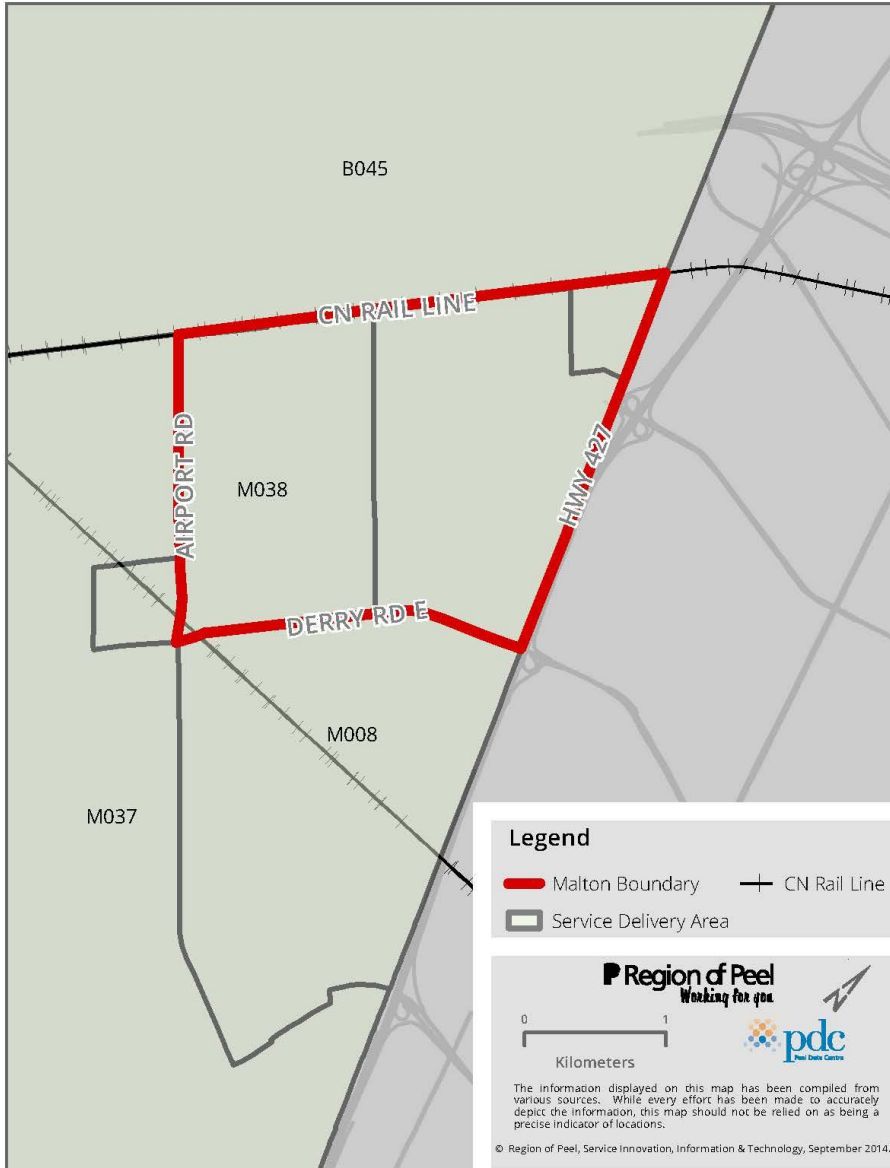 B045
CN RAIL LINE
AIRPORT RD
M038
HWY 427
DERRY RD E
M008
M037
Legend
Malton Boundary
CN Rail Line
Service Delivery Area
Region of Peel
Working for you
0 1
Kilometers
pdc
Peel Data Centre
The information displayed on this map has been compiled from
various sources. While every effort has been made to accurately
depict the information, this map should not be relied on as being a
precise indicator of locations.
© Region of Peel, Service Innovation, Information & Technology, September 2014.